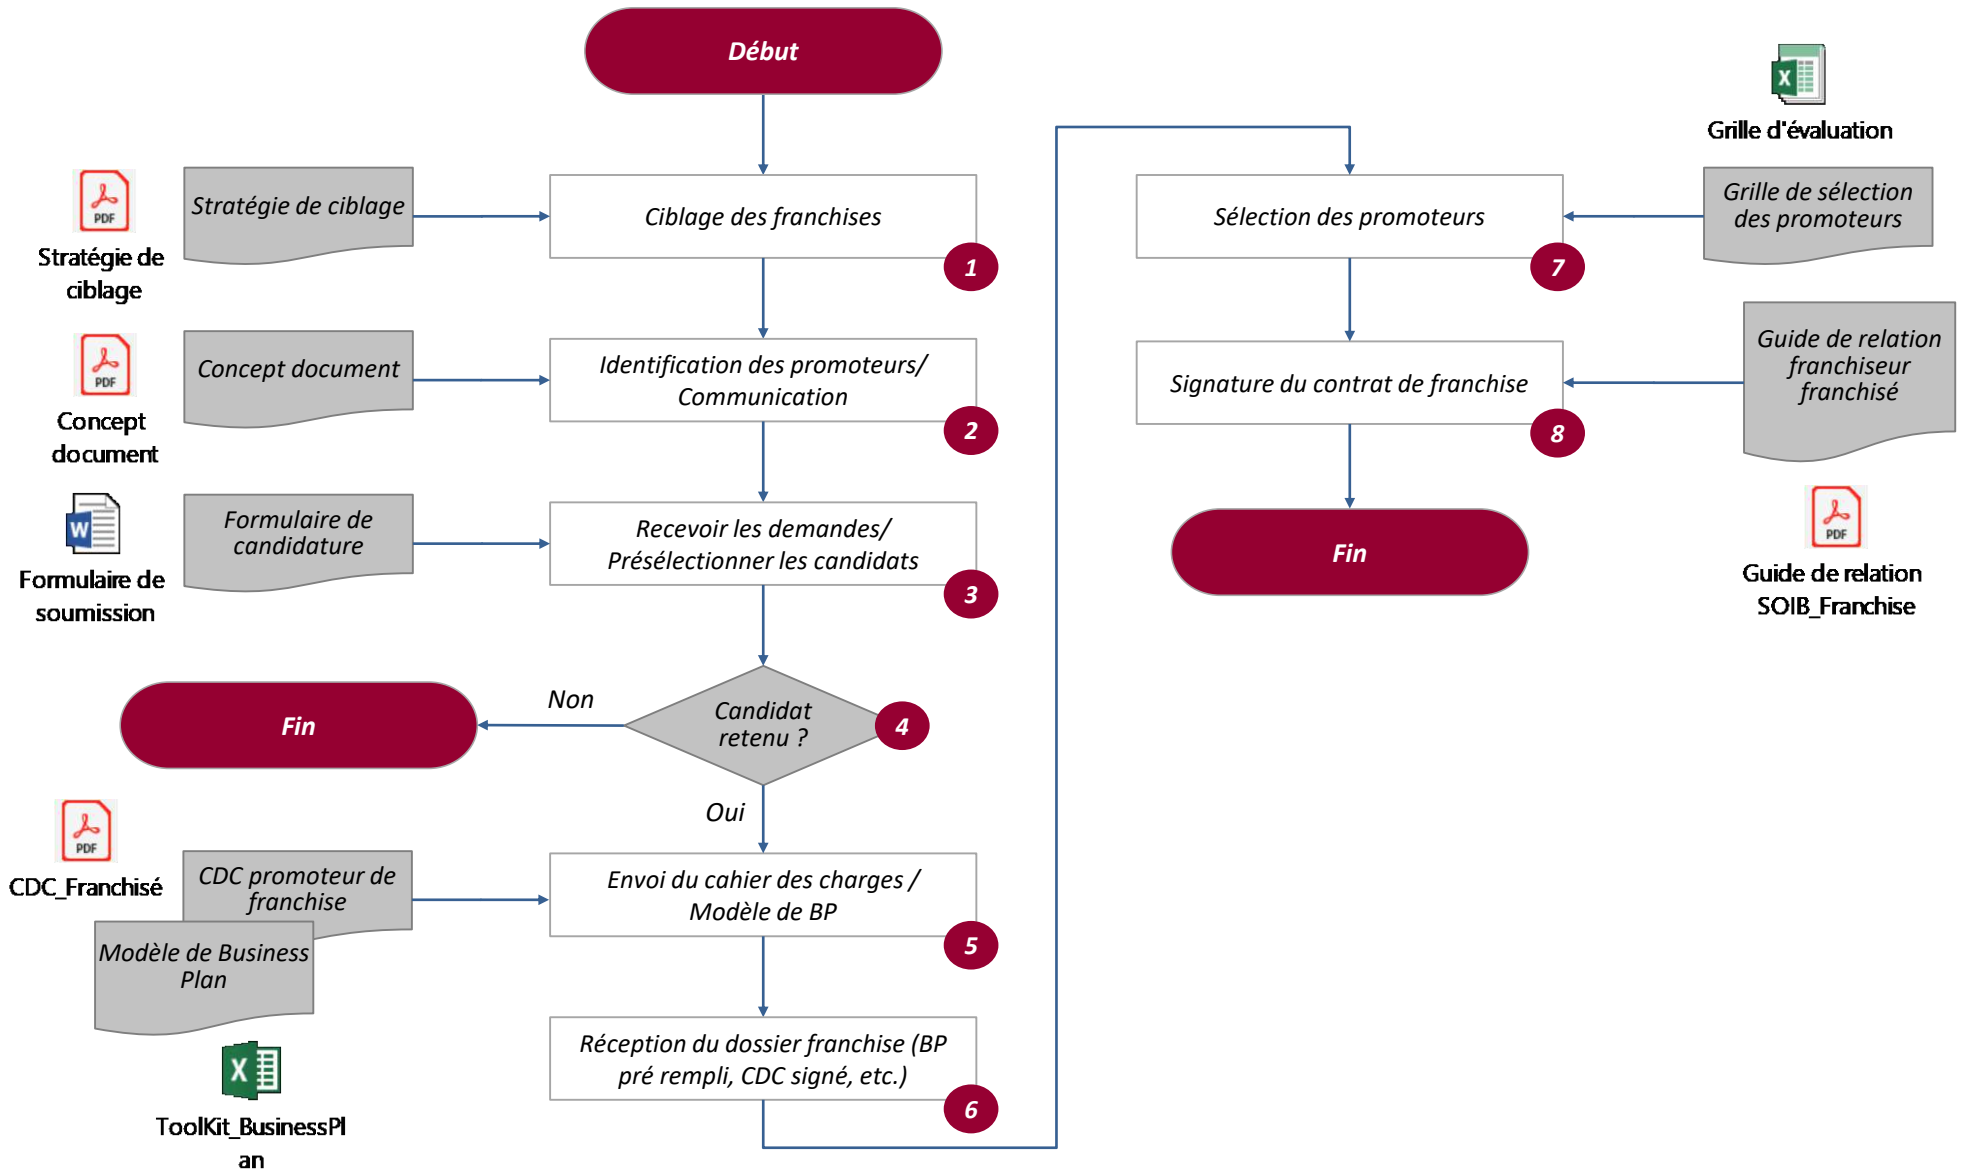 Début
PDF
Stratégie de
ciblage
Stratégie de ciblage
Ciblage des franchises
1
PDF
Concept
document
Concept document
Identification des promoteurs/
Communication
2
W
Formulaire de
soumission
Formulaire de
candidature
Recevoir les demandes/
Présélectionner les candidats
3
Fin
Non
Candidat
retenu ?
4
Oui
PDF
CDC_Franchisé
CDC promoteur de
franchise
Modèle de Business
Plan
Envoi du cahier des charges /
Modèle de BP
5
X
ToolKit_BusinessPl
an
Réception du dossier franchise (BP
pré rempli, CDC signé, etc.)
6
X
Grille d'évaluation
Sélection des promoteurs
7
Grille de sélection
des promoteurs
Signature du contrat de franchise
8
Guide de relation
franchiseur
franchisé
PDF
Guide de relation
SOIB_Franchise
Fin